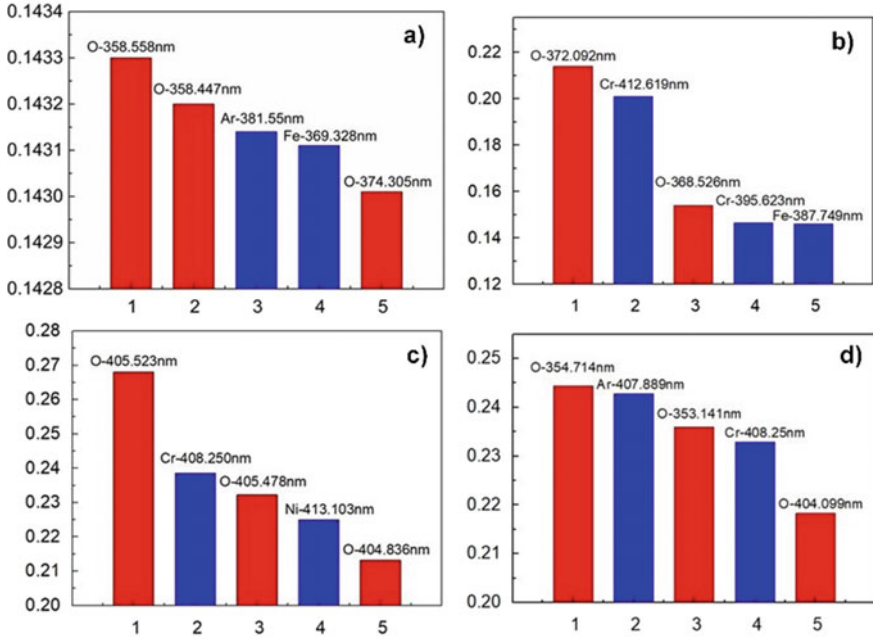 a)
0.1434
0.1433
0.1432
0.1431
0.1430
0.1429
0.1428
O-358.558nm
O-358.447nm
Ar-381.55nm
Fe-369.328nm
O-374.305nm
1 2 3 4 5
b)
0.22
0.20
0.18
0.16
0.14
0.12
O-372.092nm
Cr-412.619nm
O-368.526nm
Cr-395.623nm
Fe-387.749nm
1 2 3 4 5
c)
0.28
0.27
0.26
0.25
0.24
0.23
0.22
0.21
0.20
O-405.523nm
Cr-408.250nm
O-405.478nm
Ni-413.103nm
O-404.836nm
1 2 3 4 5
d)
0.25
0.24
0.23
0.22
0.21
0.20
O-354.714nm
Ar-407.889nm
O-353.141nm
Cr-408.25nm
O-404.099nm
1 2 3 4 5